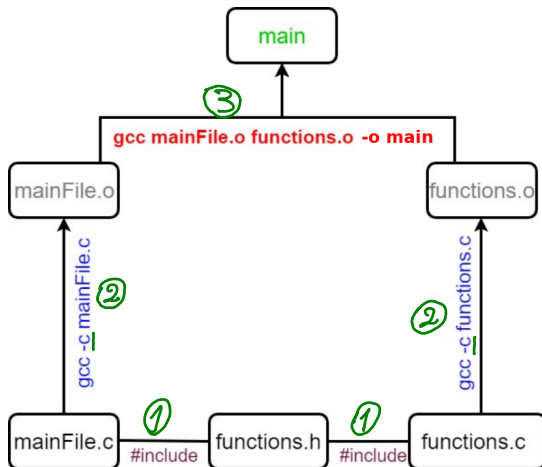 main
3
gcc mainFile.o functions.o -o main
mainFile.o
functions.o
gcc -c mainFile.c
2
2
gcc -c functions.c
1
1
mainFile.c
#include
functions.h
#include
functions.c